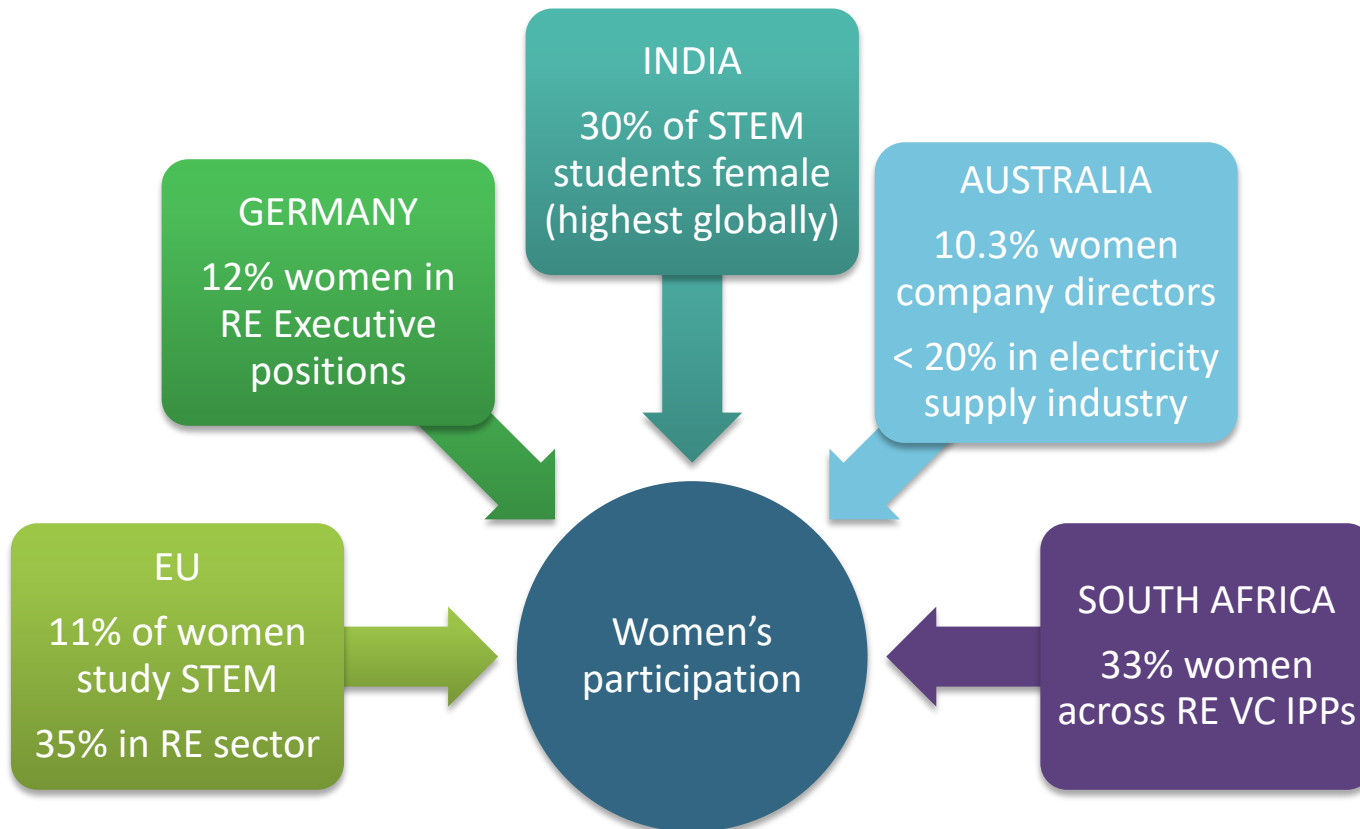 EU
11% of women
study STEM
35% in RE sector
GERMANY
12% women in
RE Executive
positions
INDIA
30% of STEM
students female
(highest globally)
AUSTRALIA
10.3% women
company directors
< 20% in electricity
supply industry
SOUTH AFRICA
33% women
across RE VC IPPs
Women’s
participation